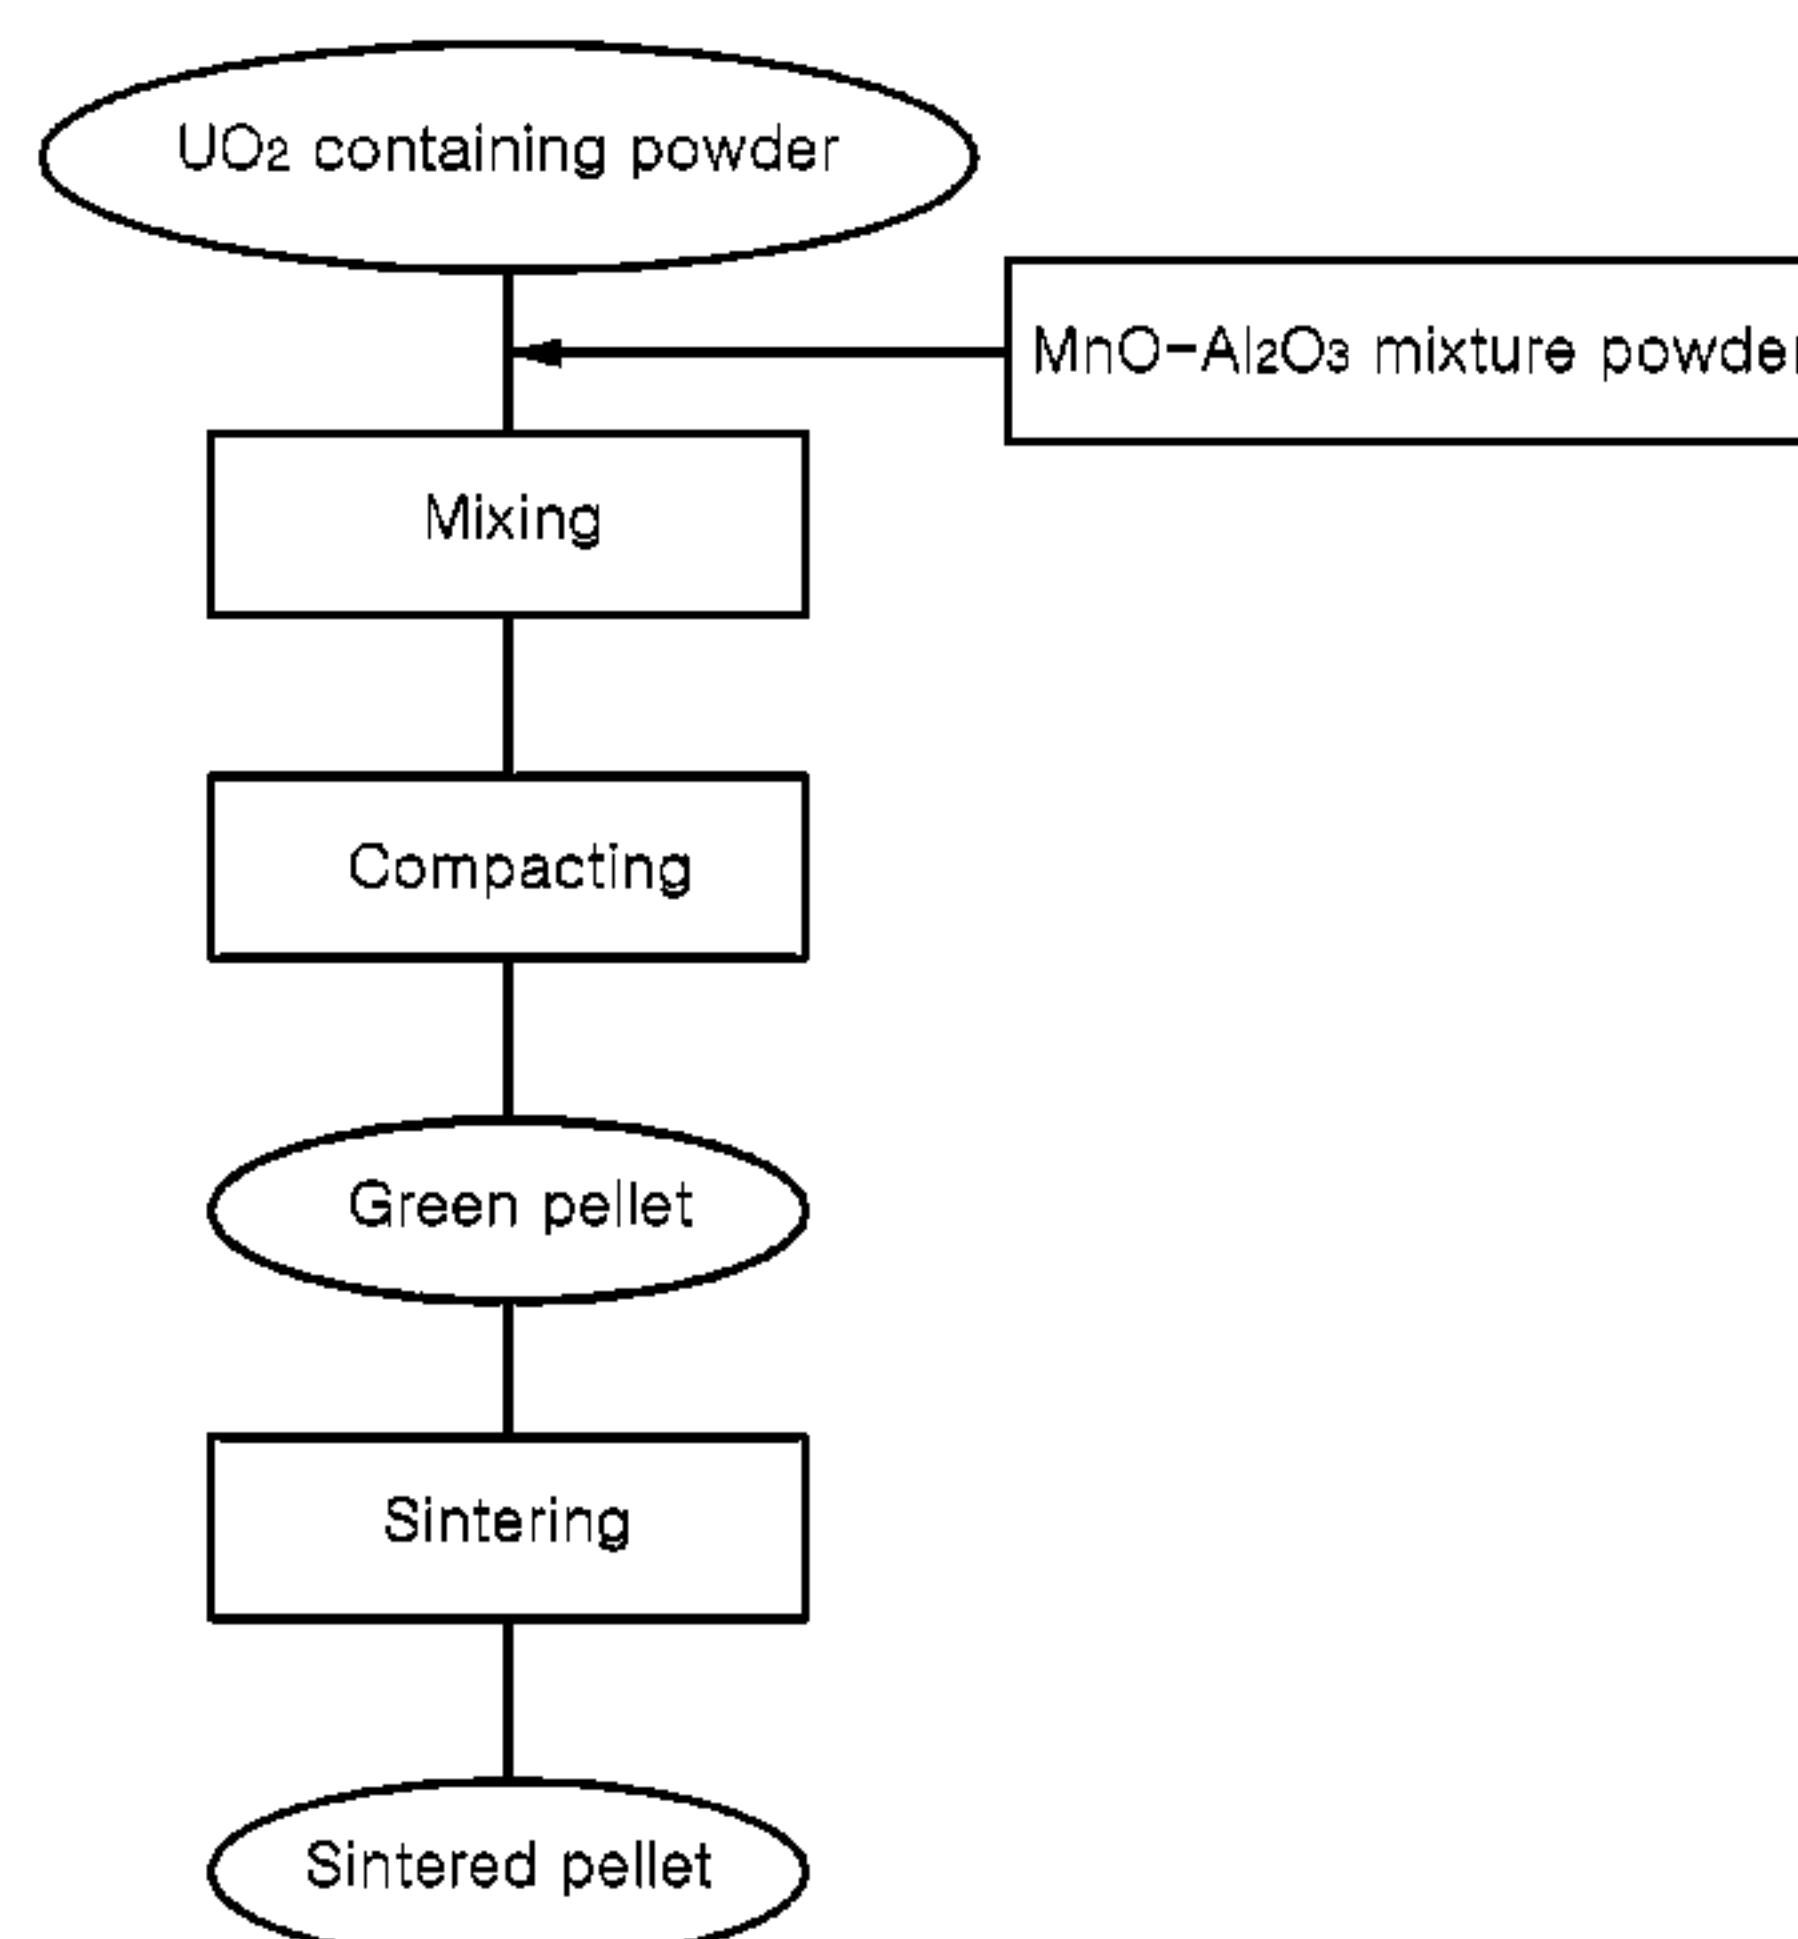 UO2 containing powder
MnO-Al2O3 mixture powder
Mixing
Compacting
Green pellet
Sintering
Sintered pellet